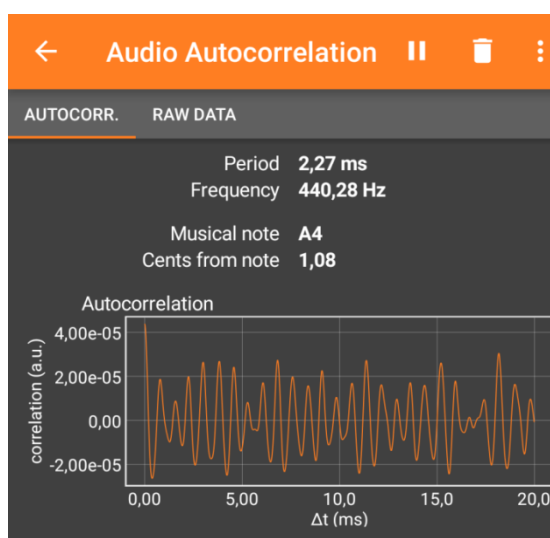 Audio Autocorrelation
AUTOCORR. RAW DATA
Period 2,27 ms
Frequency 440,28 Hz
Musical note A4
Cents from note 1,08
Autocorrelation
correlation (a.u.)
4,00e-05
2,00e-05
0,00
-2,00e-05
0,00 5,00 10,0 15,0 20,0
Δt (ms)